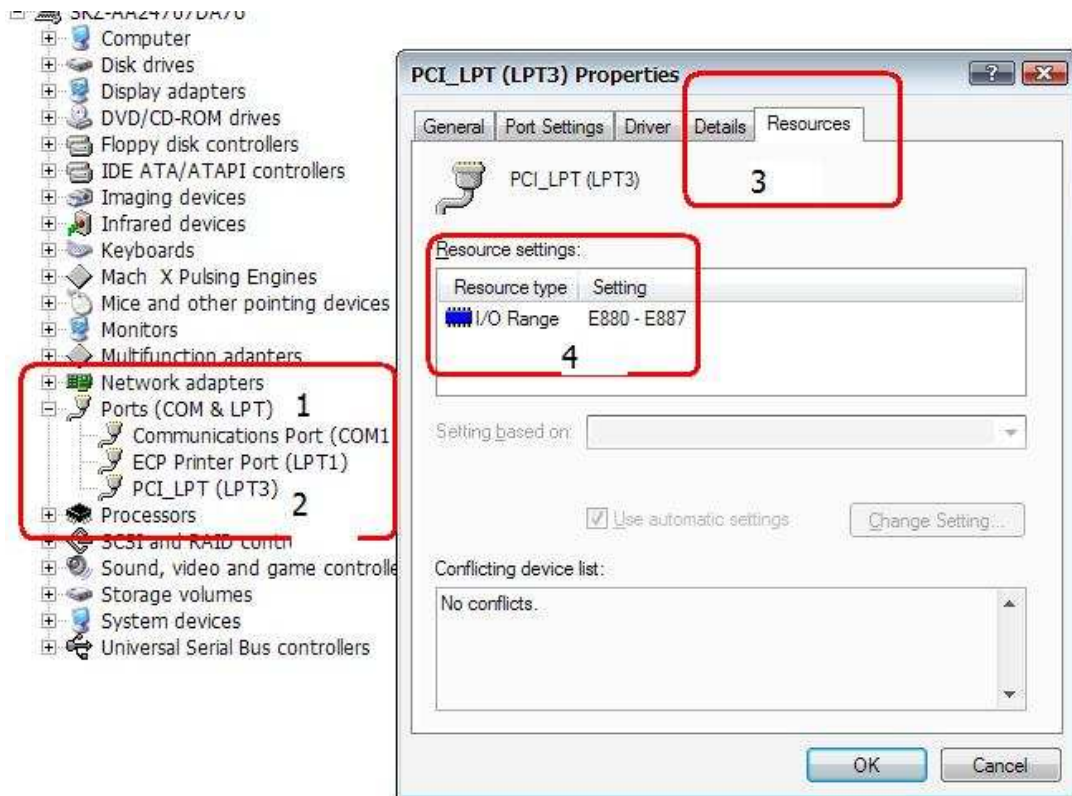 Computer
Disk drives
Display adapters
DVD/CD-ROM drives
Floppy disk controllers
IDE ATA/ATAPI controllers
Imaging devices
Infrared devices
Keyboards
Mach X Pulsing Engines
Mice and other pointing devices
Monitors
Multifunction adapters
Network adapters
Ports (COM & LPT) 1
Communications Port (COM1
ECP Printer Port (LPT1)
PCI_LPT (LPT3) 2
Processors
SCSI and RAID
Sound, video and game controlle
Storage volumes
System devices
Universal Serial Bus controllers
PCI_LPT (LPT3) Properties
General Port Settings Driver Details Resources
PCI_LPT (LPT3) 3
Resource settings:
Resource type Setting
I/O Range E880 - E887
4
Setting based on:
Use automatic settings Change Setting...
Conflicting device list:
No conflicts.
OK Cancel